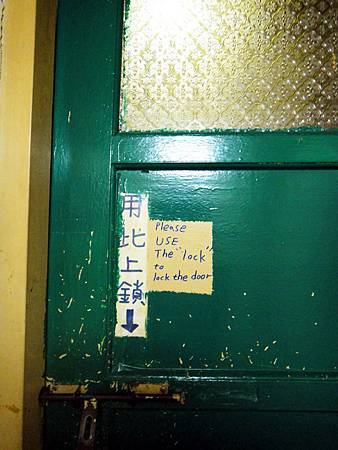 用此上鎖
Please
USE
The "lock"
to
lock the door